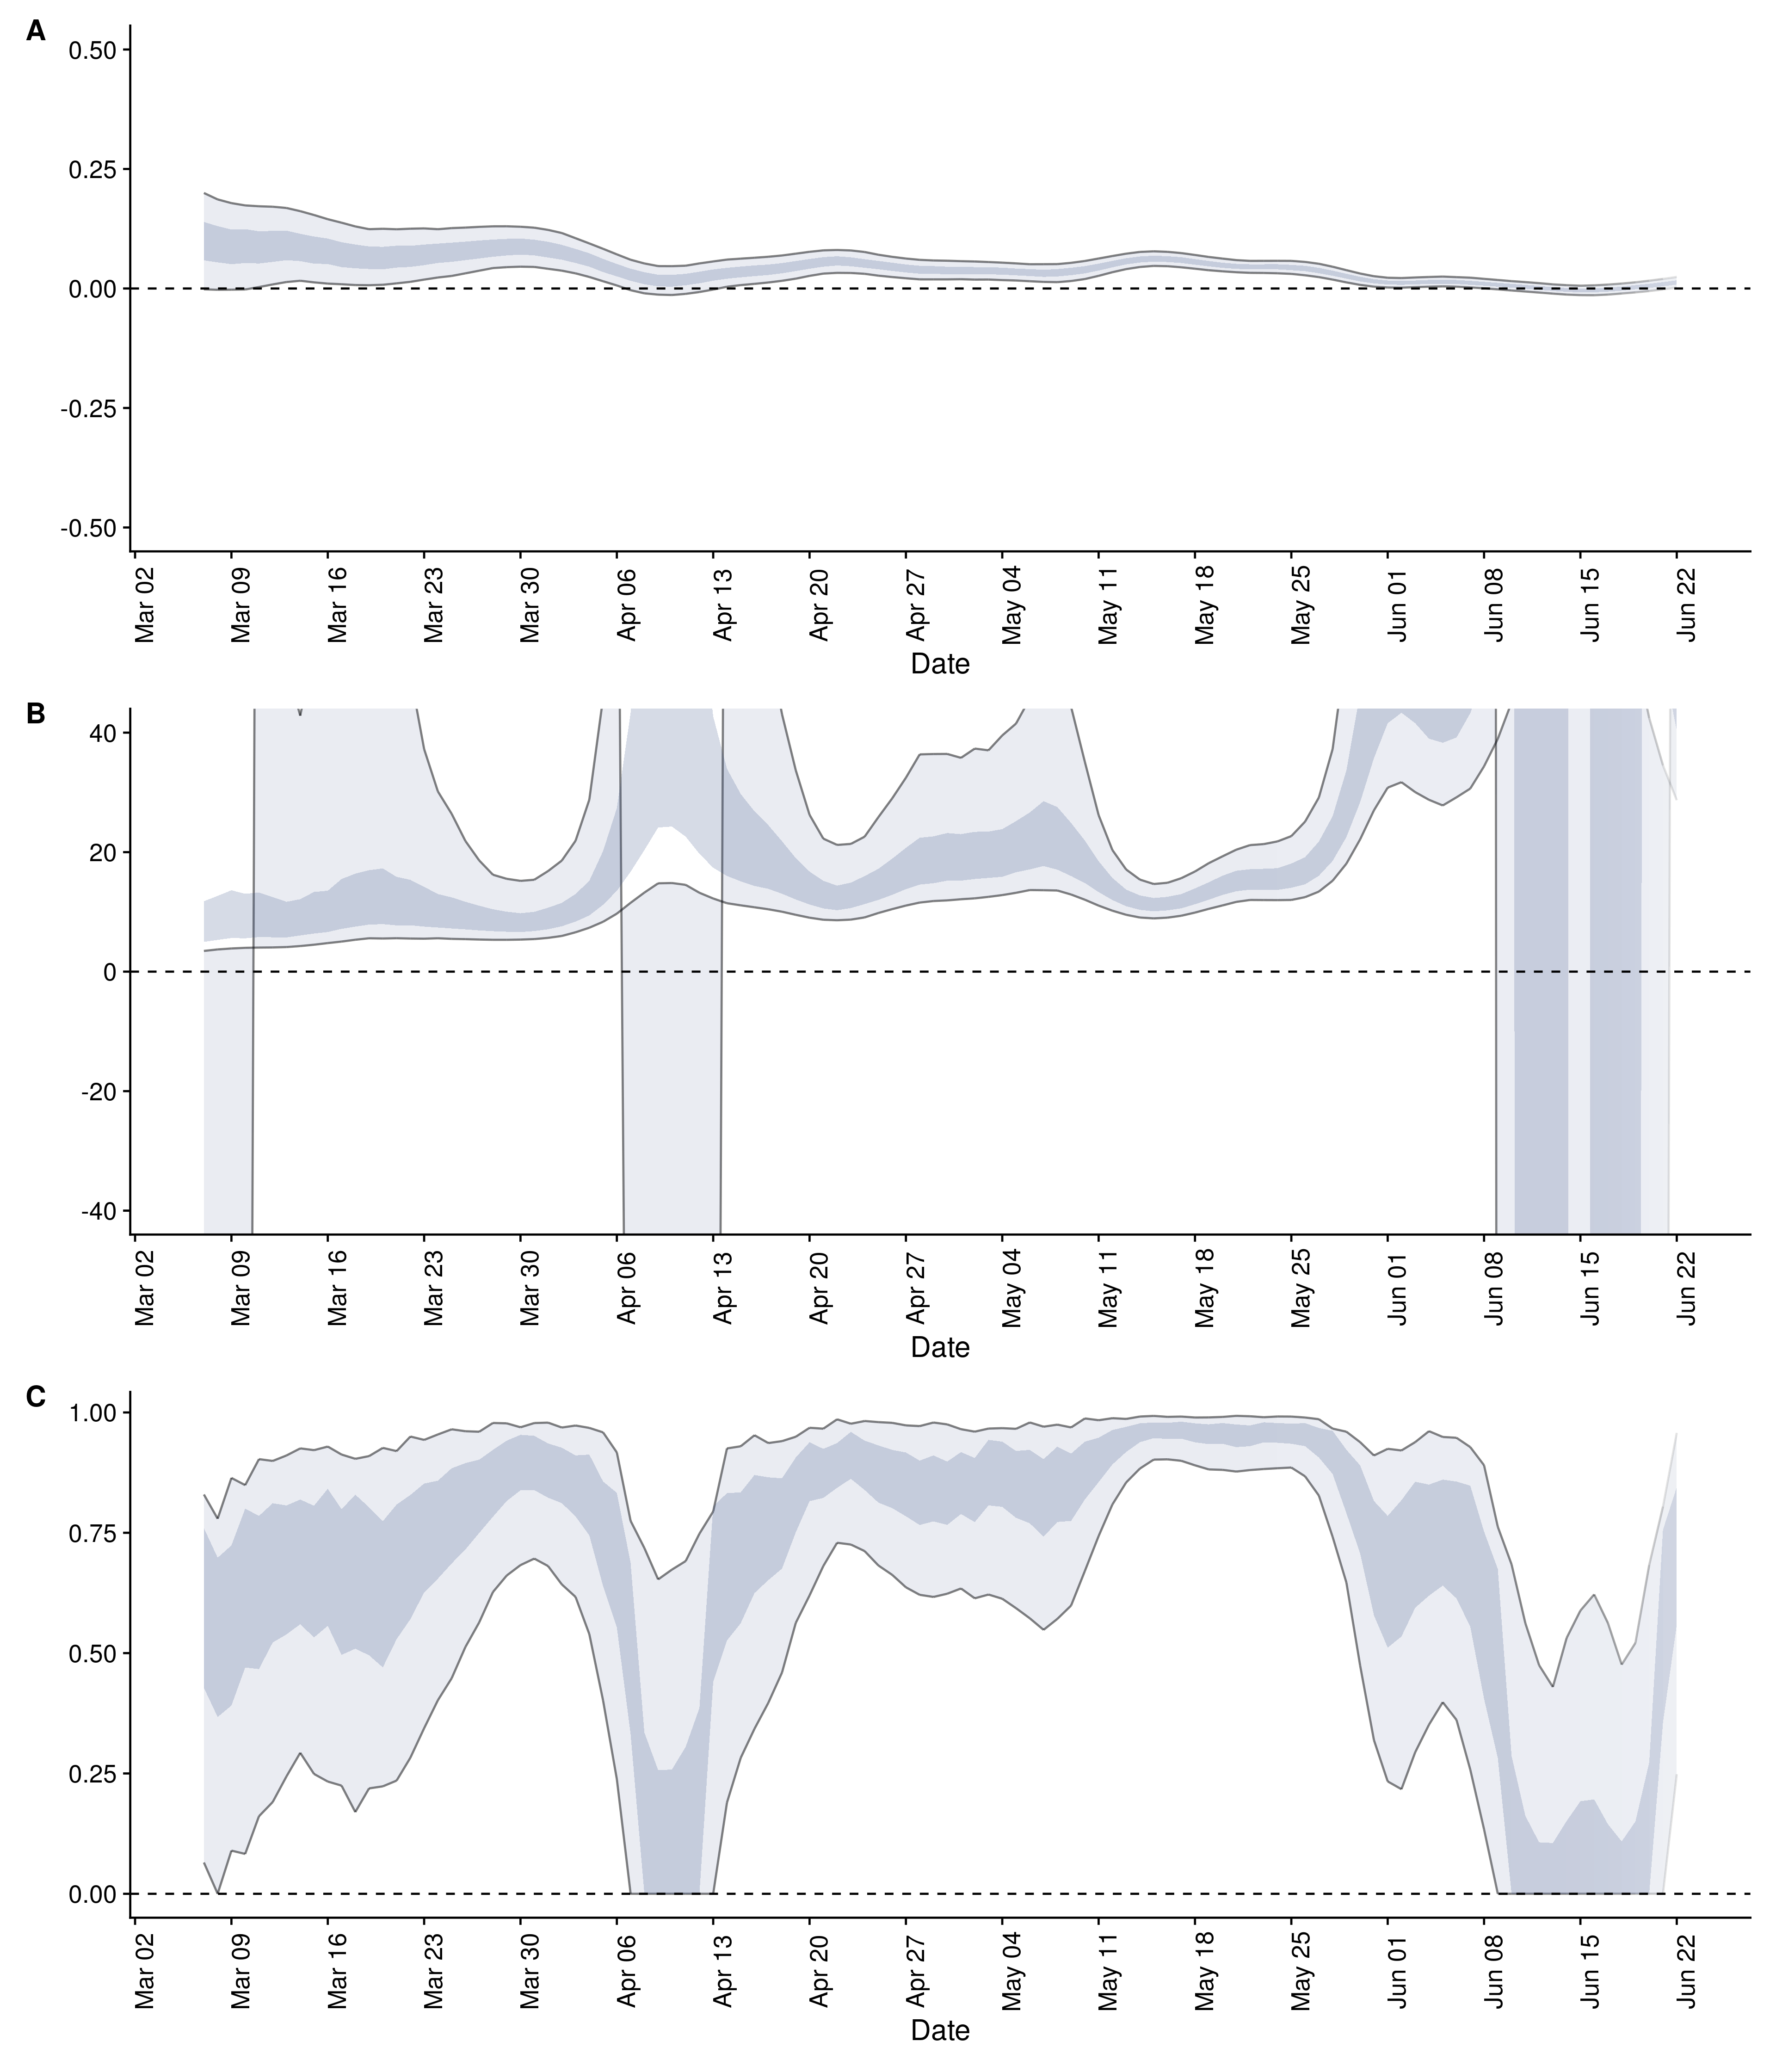 A
0.50
0.25
0.00
-0.25
-0.50
Mar 02
Mar 09
Mar 16
Mar 23
Mar 30
Apr 06
Apr 13
Apr 20
Apr 27
May 04
May 11
May 18
May 25
Jun 01
Jun 08
Jun 15
Jun 22
Date
B
40
20
0
-20
-40
Mar 02
Mar 09
Mar 16
Mar 23
Mar 30
Apr 06
Apr 13
Apr 20
Apr 27
May 04
May 11
May 18
May 25
Jun 01
Jun 08
Jun 15
Jun 22
Date
C
1.00
0.75
0.50
0.25
0.00
Mar 02
Mar 09
Mar 16
Mar 23
Mar 30
Apr 06
Apr 13
Apr 20
Apr 27
May 04
May 11
May 18
May 25
Jun 01
Jun 08
Jun 15
Jun 22
Date